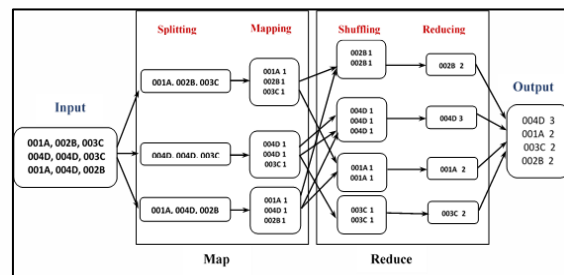 Splitting
Mapping
Shuffling
Reducing
Input
001A, 002B, 003C
004D, 004D, 003C
001A, 004D, 002B
001A, 002B, 003C
004D, 004D, 003C
001A, 004D, 002B
001A 1
002B 1
003C 1
004D 1
004D 1
003C 1
001A 1
004D 1
002B 1
002B 1
002B 1
004D 1
004D 1
004D 1
001A 1
001A 1
003C 1
003C 1
002B 2
004D 3
001A 2
003C 2
Output
004D 3
001A 2
003C 2
002B 2
Map
Reduce